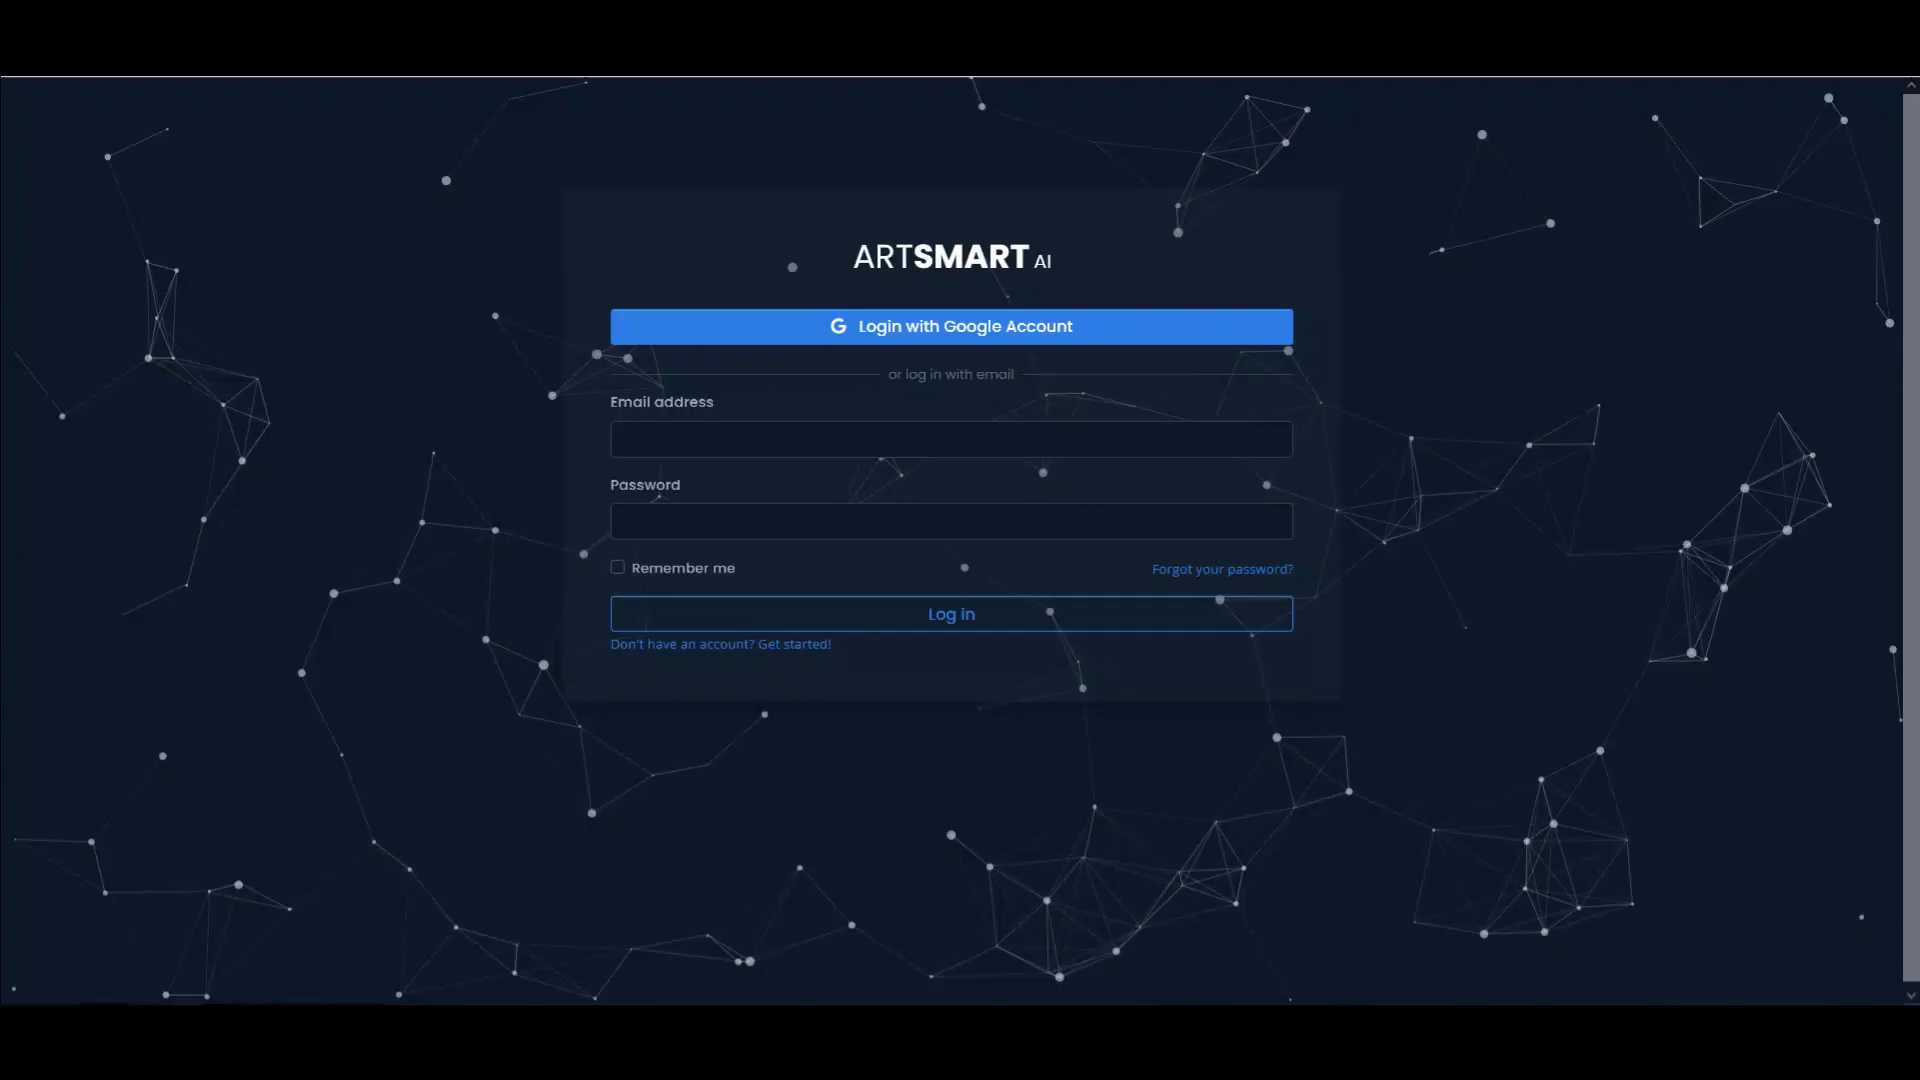 ARTSMART AI
G Login with Google Account
or log in with email
Email address
Password
Remember me
Forgot your password?
Log in
Don't have an account? Get started!